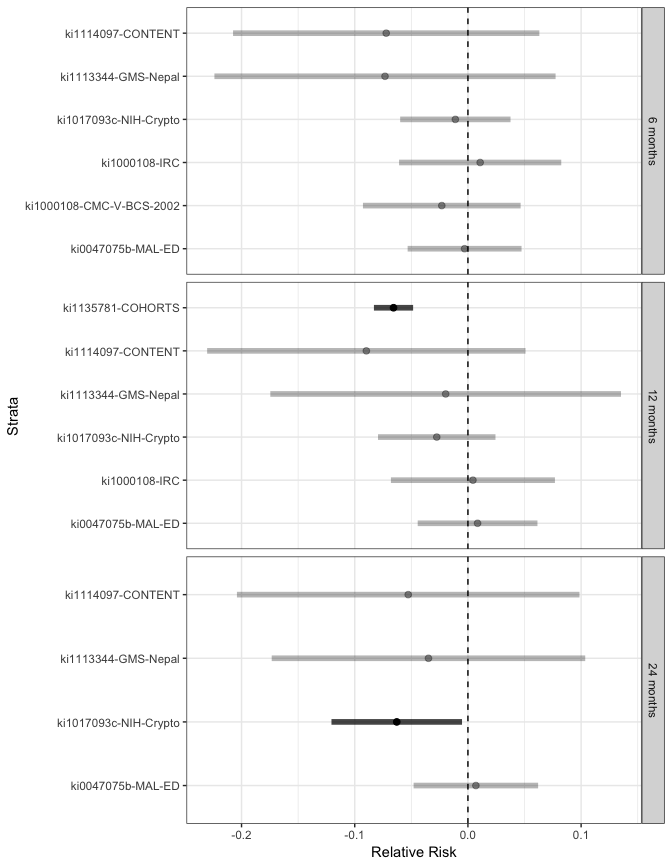 ki1114097-CONTENT
ki1113344-GMS-Nepal
ki1017093c-NIH-Crypto
ki1000108-IRC
ki1000108-CMC-V-BCS-2002
ki0047075b-MAL-ED
6 months
ki1135781-COHORTS
ki1114097-CONTENT
ki1113344-GMS-Nepal
ki1017093c-NIH-Crypto
ki1000108-IRC
ki0047075b-MAL-ED
12 months
ki1114097-CONTENT
ki1113344-GMS-Nepal
ki1017093c-NIH-Crypto
ki0047075b-MAL-ED
24 months
Strata
-0.2 -0.1 0.0 0.1
Relative Risk